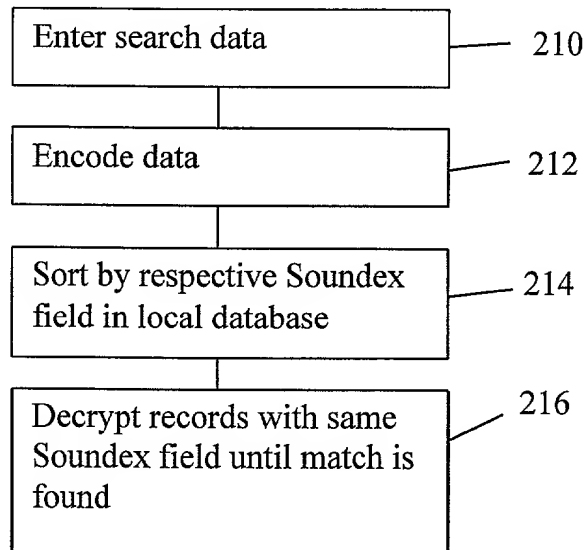 Enter search data
210
Encode data
212
Sort by respective Soundex
field in local database
214
Decrypt records with same
Soundex field until match is
found
216